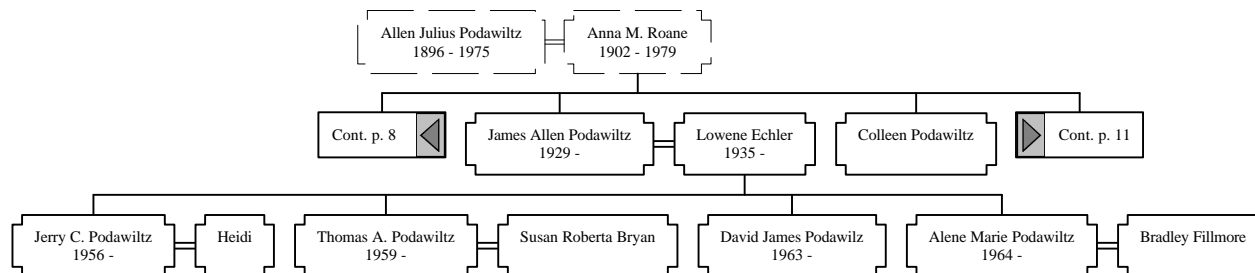 Allen Julius Podawiltz
1896 - 1975
Anna M. Roane
1902 - 1979
Cont. p. 8
James Allen Podawiltz
1929 -
Lowene Echler
1935 -
Colleen Podawiltz
Cont. p. 11
Jerry C. Podawiltz
1956 -
Heidi
Thomas A. Podawiltz
1959 -
Susan Roberta Bryan
David James Podawilz
1963 -
Alene Marie Podawiltz
1964 -
Bradley Fillmore